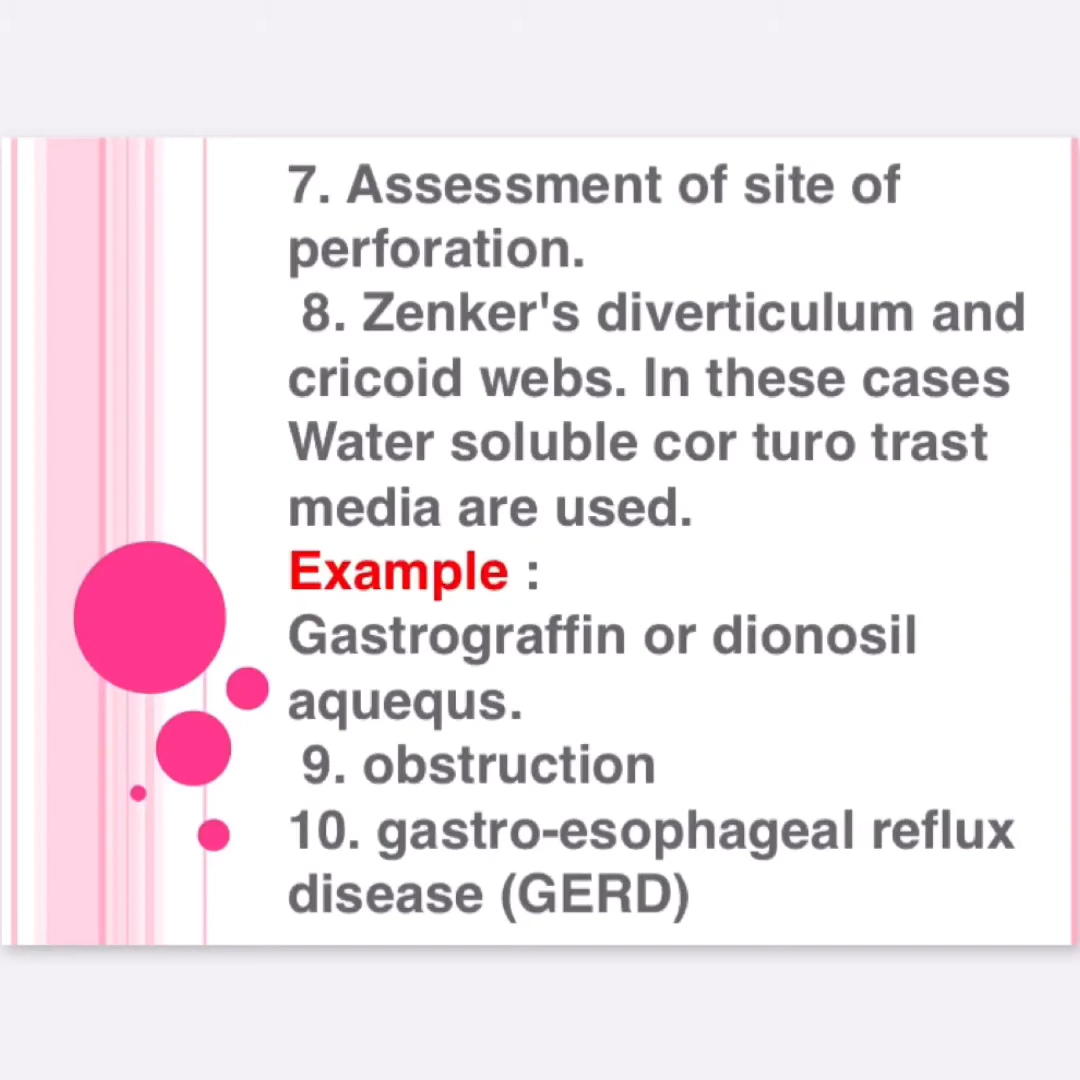 7. Assessment of site of
perforation.
8. Zenker's diverticulum and
cricoid webs. In these cases
Water soluble cor turo trast
media are used.
Example :
Gastrograffin or dionosil
aquequs.
9. obstruction
10. gastro-esophageal reflux
disease (GERD)